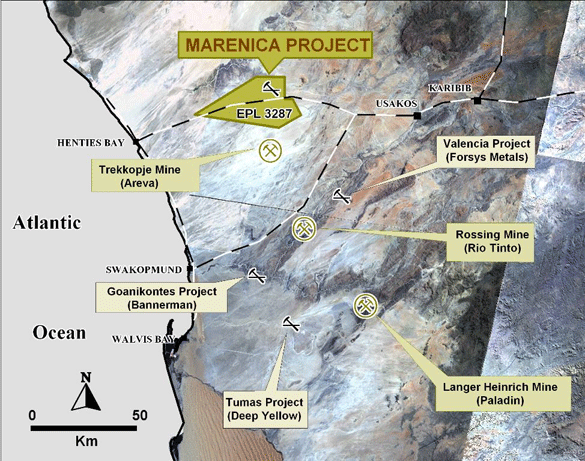 MARENICA PROJECT
EPL 3287
KARIBIB
USAKOS
HENTIES BAY
Valencia Project
(Forsys Metals)
Trekkopje Mine
(Areva)
Atlantic
Rossing Mine
(Rio Tinto)
SWAKOPMUND
Goanikontes Project
(Bannerman)
Ocean
WALVIS BAY
N
0 50
Km
Tumas Project
(Deep Yellow)
Langer Heinrich Mine
(Paladin)